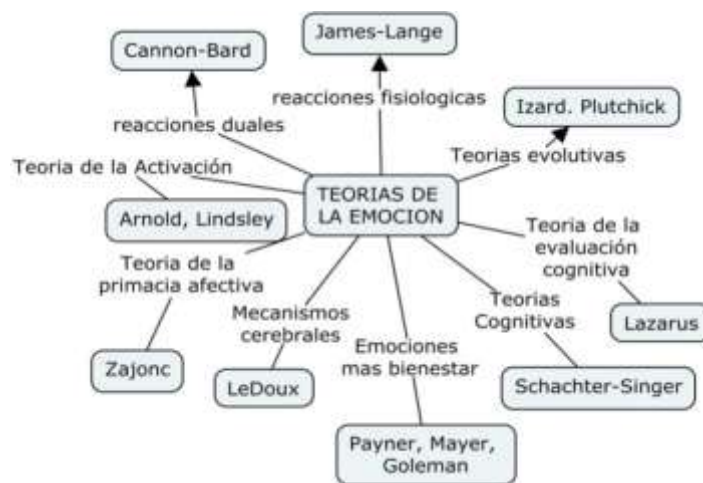 James-Lange
Cannon-Bard
reacciones fisiologicas
Izard. Plutchick
reacciones duales
Teorias evolutivas
Teoria de la Activación
TEORIAS DE
LA EMOCION
Arnold, Lindsley
Teoria de la
evaluación
cognitiva
Teoria de la
primacia afectiva
Mecanismos
cerebrales
Teorias
Cognitivas
Lazarus
Emociones
mas bienestar
Zajonc
LeDoux
Schachter-Singer
Payner, Mayer,
Goleman